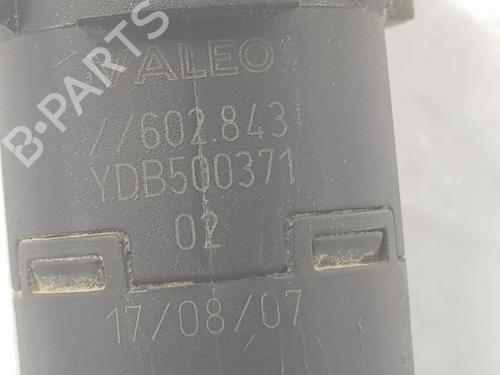 VALEO
//602.843
YDB500371
02
17/08/07
B-PARTS